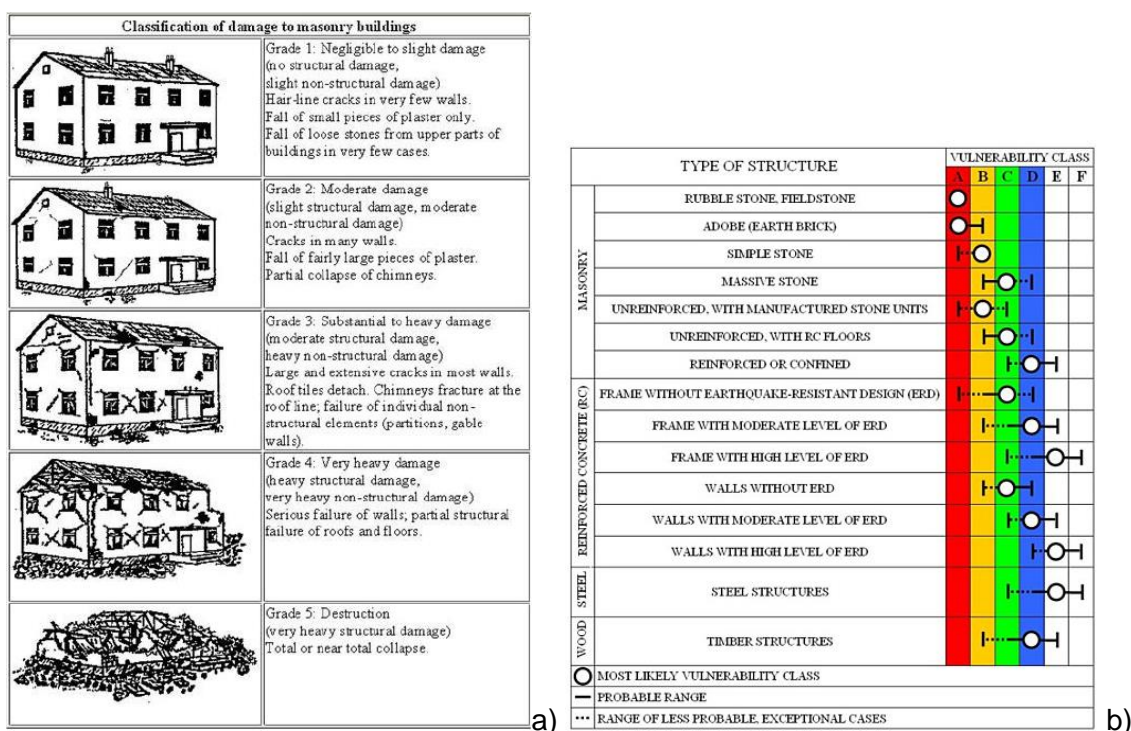 Classification of damage to masonry buildings
Grade 1: Negligible to slight damage
(no structural damage,
slight non-structural damage)
Hair-line cracks in very few walls.
Fall of small pieces of plaster only.
Fall of loose stones from upper parts of
buildings in very few cases.
Grade 2: Moderate damage
(slight structural damage, moderate
non-structural damage)
Cracks in many walls.
Fall of fairly large pieces of plaster.
Partial collapse of chimneys.
Grade 3: Substantial to heavy damage
(moderate structural damage,
heavy non-structural damage)
Large and extensive cracks in most walls.
Roof tiles detach. Chimneys fracture at the
roof line; failure of individual non-
structural elements (partitions, gable
walls).
Grade 4: Very heavy damage
(heavy structural damage,
very heavy non-structural damage)
Serious failure of walls; partial structural
failure of roofs and floors.
Grade 5: Destruction
(very heavy structural damage)
Total or near total collapse.
a)
TYPE OF STRUCTURE
VULNERABILITY CLASS
A B C D E F
MASONRY
RUBBLE STONE, FIELDSTONE
ADOBE (EARTH BRICK)
SIMPLE STONE
MASSIVE STONE
UNREINFORCED, WITH MANUFACTURED STONE UNITS
UNREINFORCED, WITH RC FLOORS
REINFORCED OR CONFINED
REINFORCED CONCRETE (RC)
FRAME WITHOUT EARTHQUAKE-RESISTANT DESIGN (ERD)
FRAME WITH MODERATE LEVEL OF ERD
FRAME WITH HIGH LEVEL OF ERD
WALLS WITHOUT ERD
WALLS WITH MODERATE LEVEL OF ERD
WALLS WITH HIGH LEVEL OF ERD
STEEL
STEEL STRUCTURES
WOOD
TIMBER STRUCTURES
MOST LIKELY VULNERABILITY CLASS
PROBABLE RANGE
RANGE OF LESS PROBABLE, EXCEPTIONAL CASES
b)